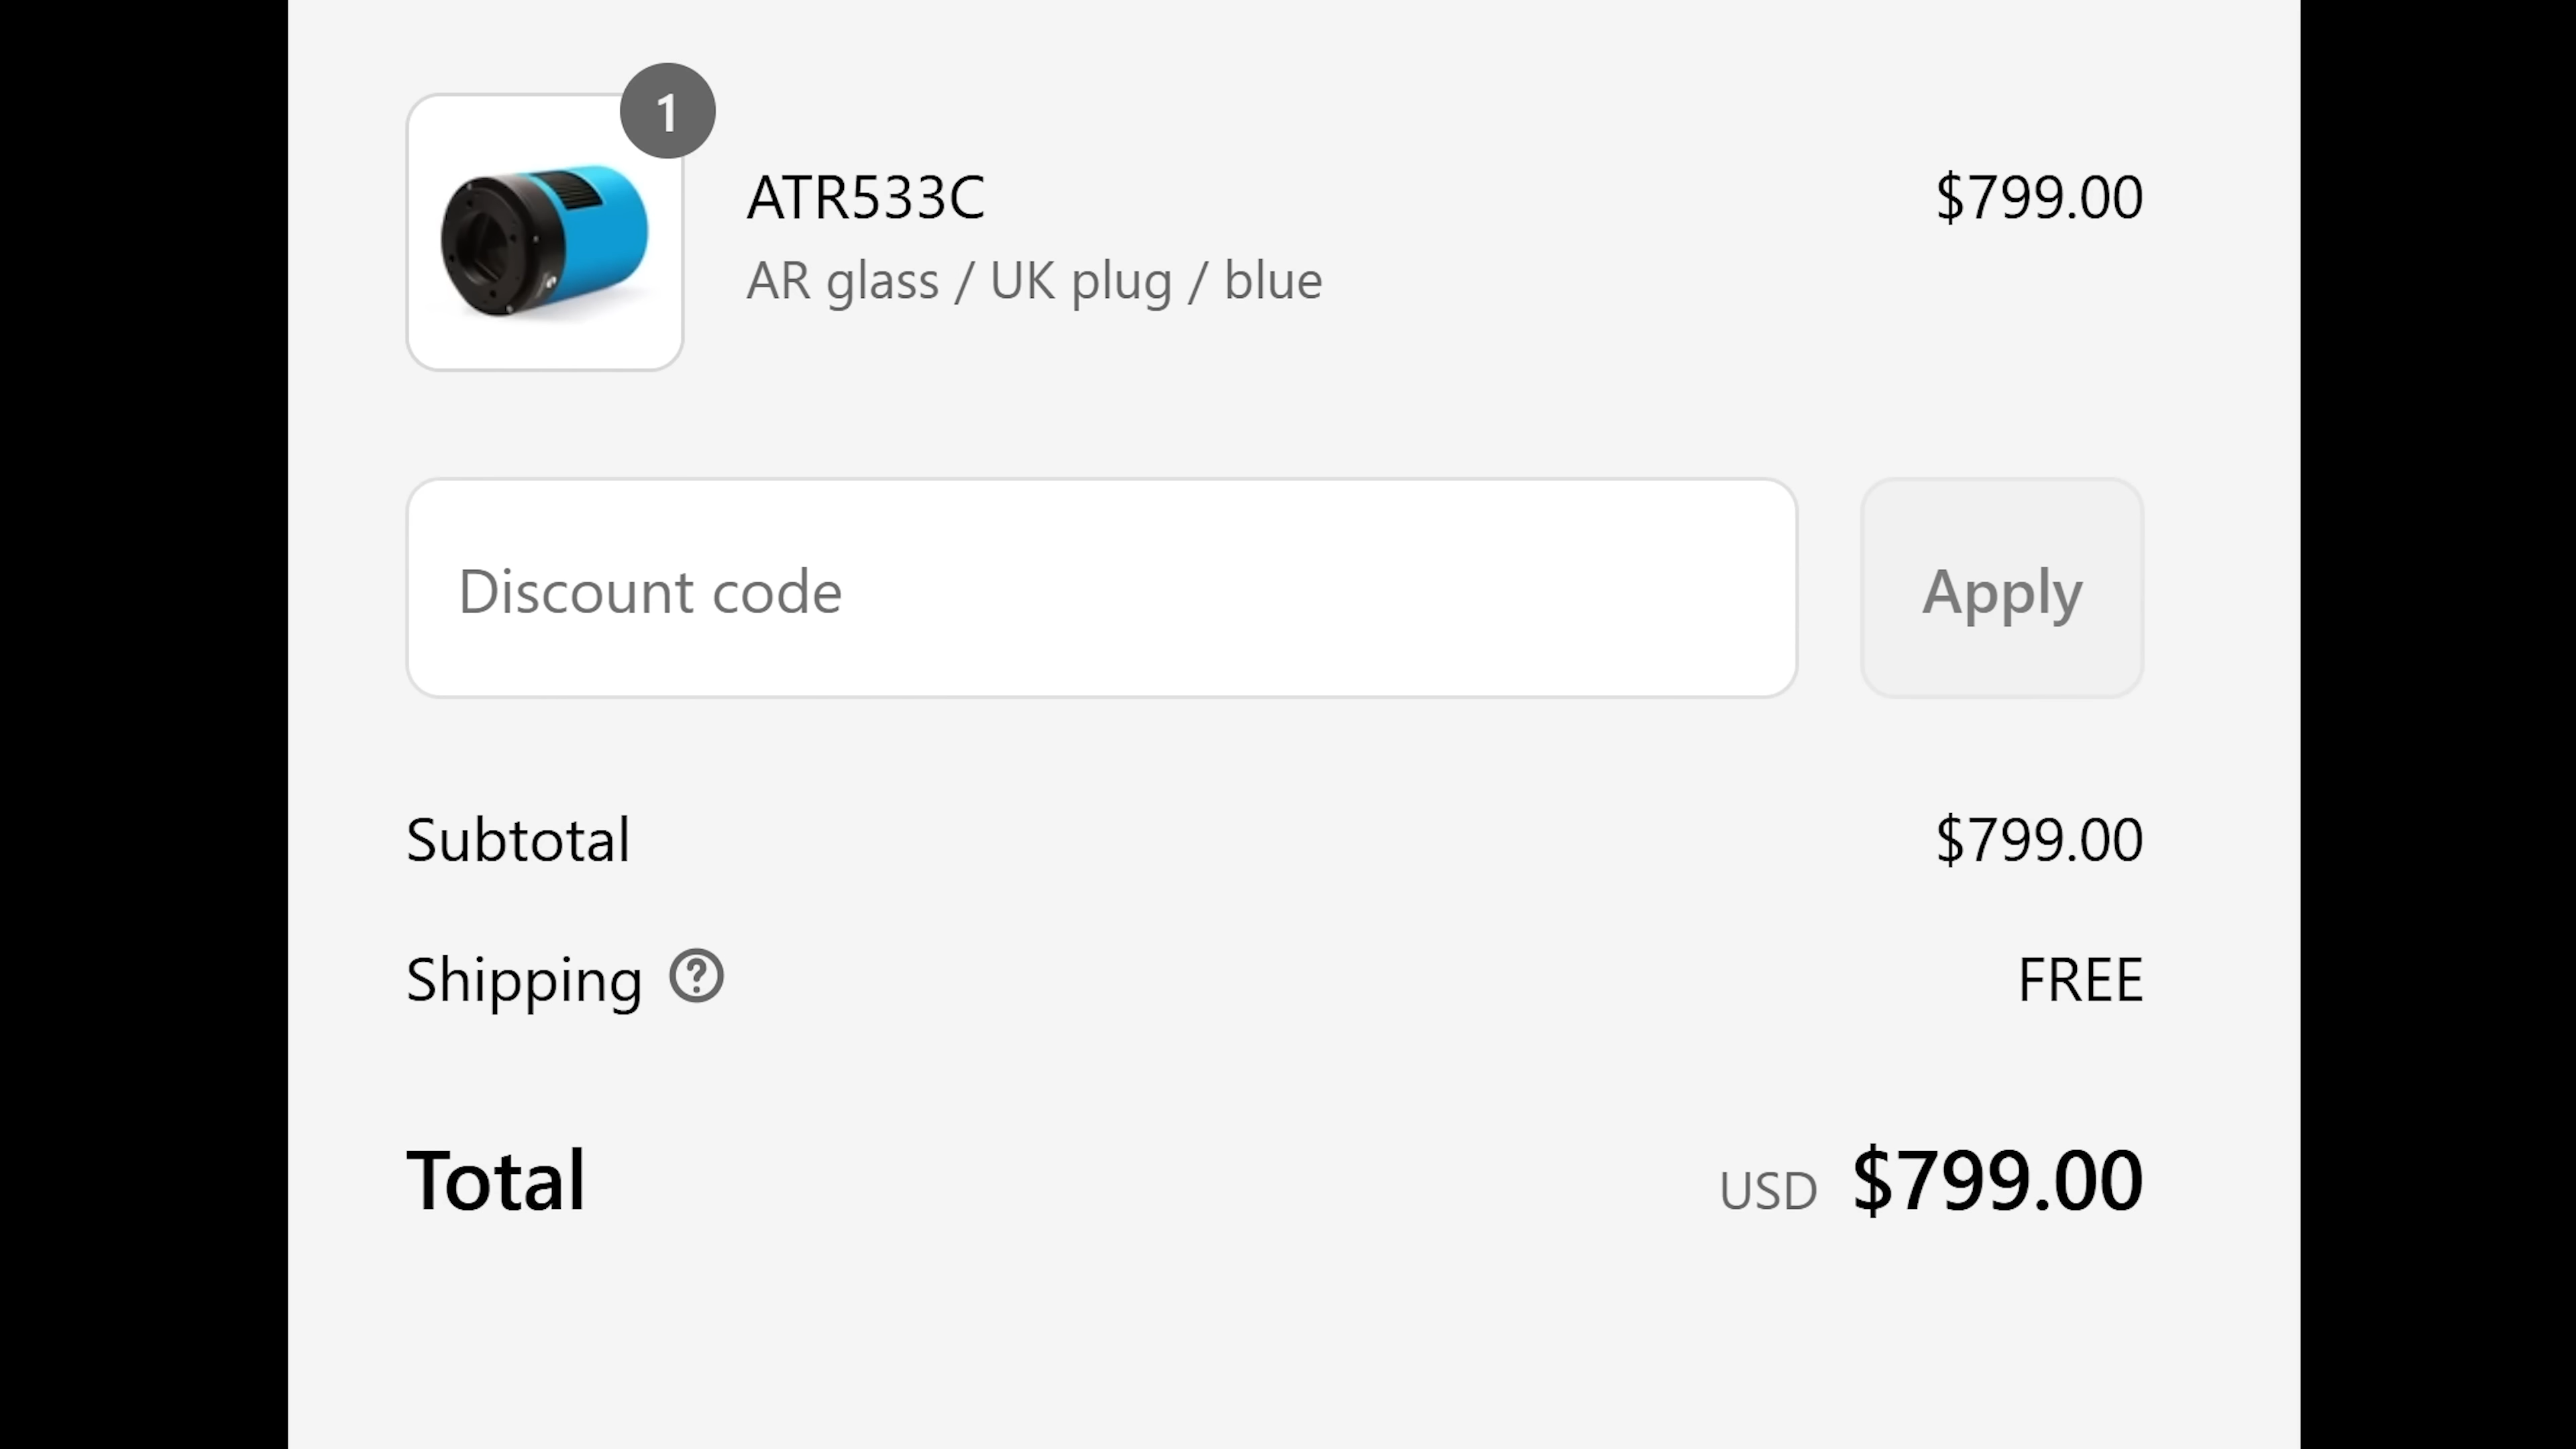 1
ATR533C
$799.00
AR glass / UK plug / blue
Discount code
Apply
Subtotal
$799.00
Shipping
FREE
Total
USD $799.00